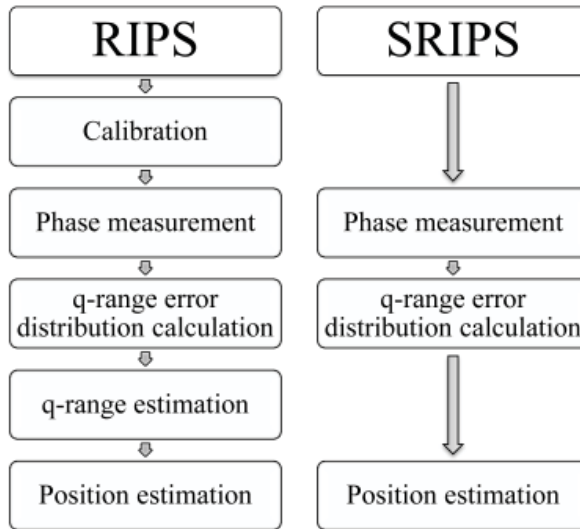 RIPS
Calibration
Phase measurement
q-range error
distribution calculation
q-range estimation
Position estimation
SRIPS
Phase measurement
q-range error
distribution calculation
Position estimation